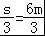 s/3 = 6m/3